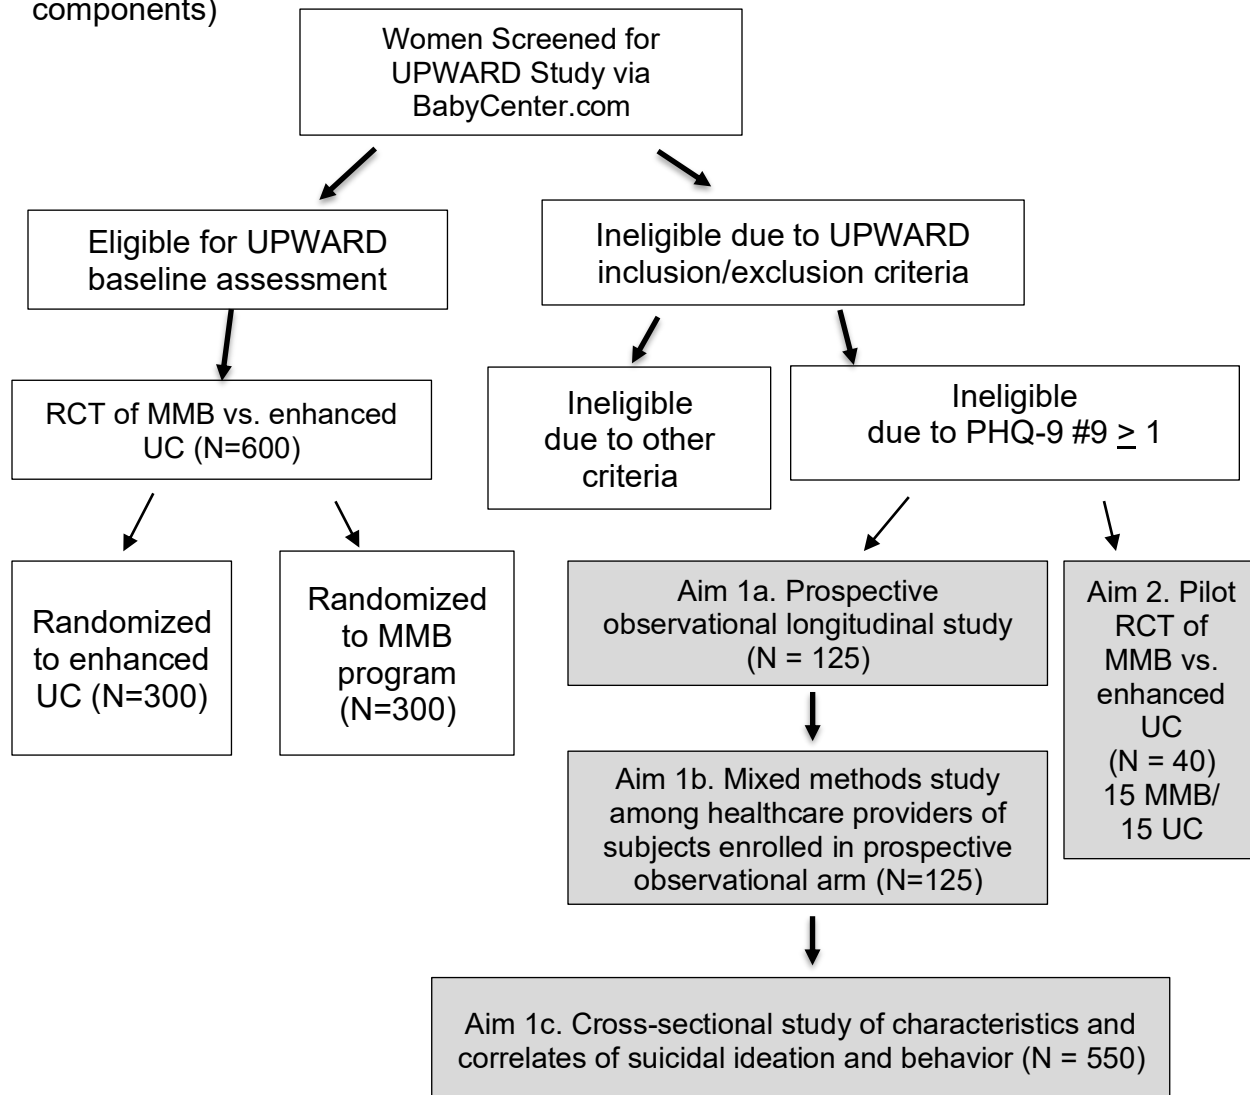 components)
Women Screened for
UPWARD Study via
BabyCenter.com
Eligible for UPWARD
baseline assessment
Ineligible due to UPWARD
inclusion/exclusion criteria
RCT of MMB vs. enhanced
UC (N=600)
Ineligible
due to other
criteria
Ineligible
due to PHQ-9 #9 ≥ 1
Randomized
to enhanced
UC (N=300)
Randomized
to MMB
program
(N=300)
Aim 1a. Prospective
observational longitudinal study
(N = 125)
Aim 2. Pilot
RCT of
MMB vs.
enhanced
UC
(N = 40)
15 MMB/
15 UC
Aim 1b. Mixed methods study
among healthcare providers of
subjects enrolled in prospective
observational arm (N=125)
Aim 1c. Cross-sectional study of characteristics and
correlates of suicidal ideation and behavior (N = 550)